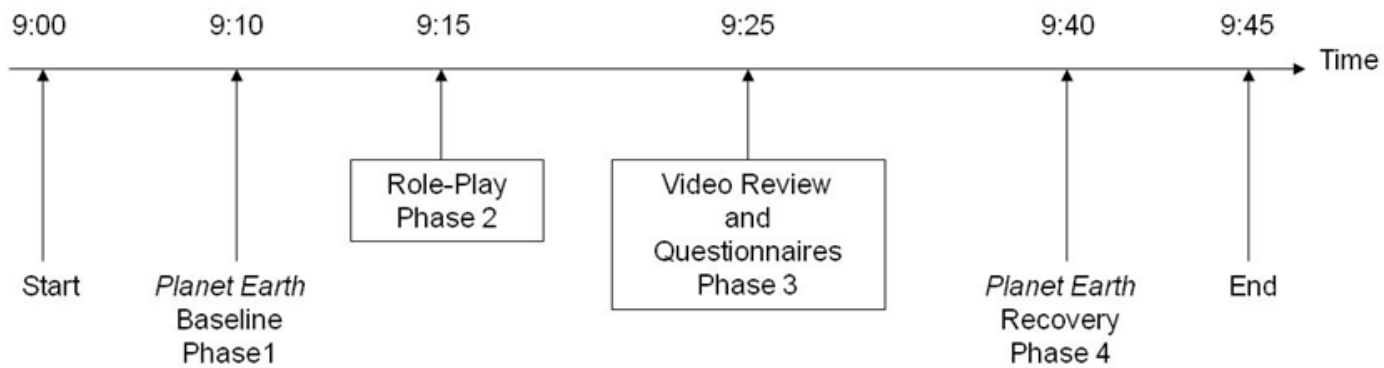 9:00 9:10 9:15 9:25 9:40 9:45
Time
Role-Play
Phase 2
Video Review
and
Questionnaires
Phase 3
Start
Planet Earth
Baseline
Phase1
Planet Earth
Recovery
Phase 4
End